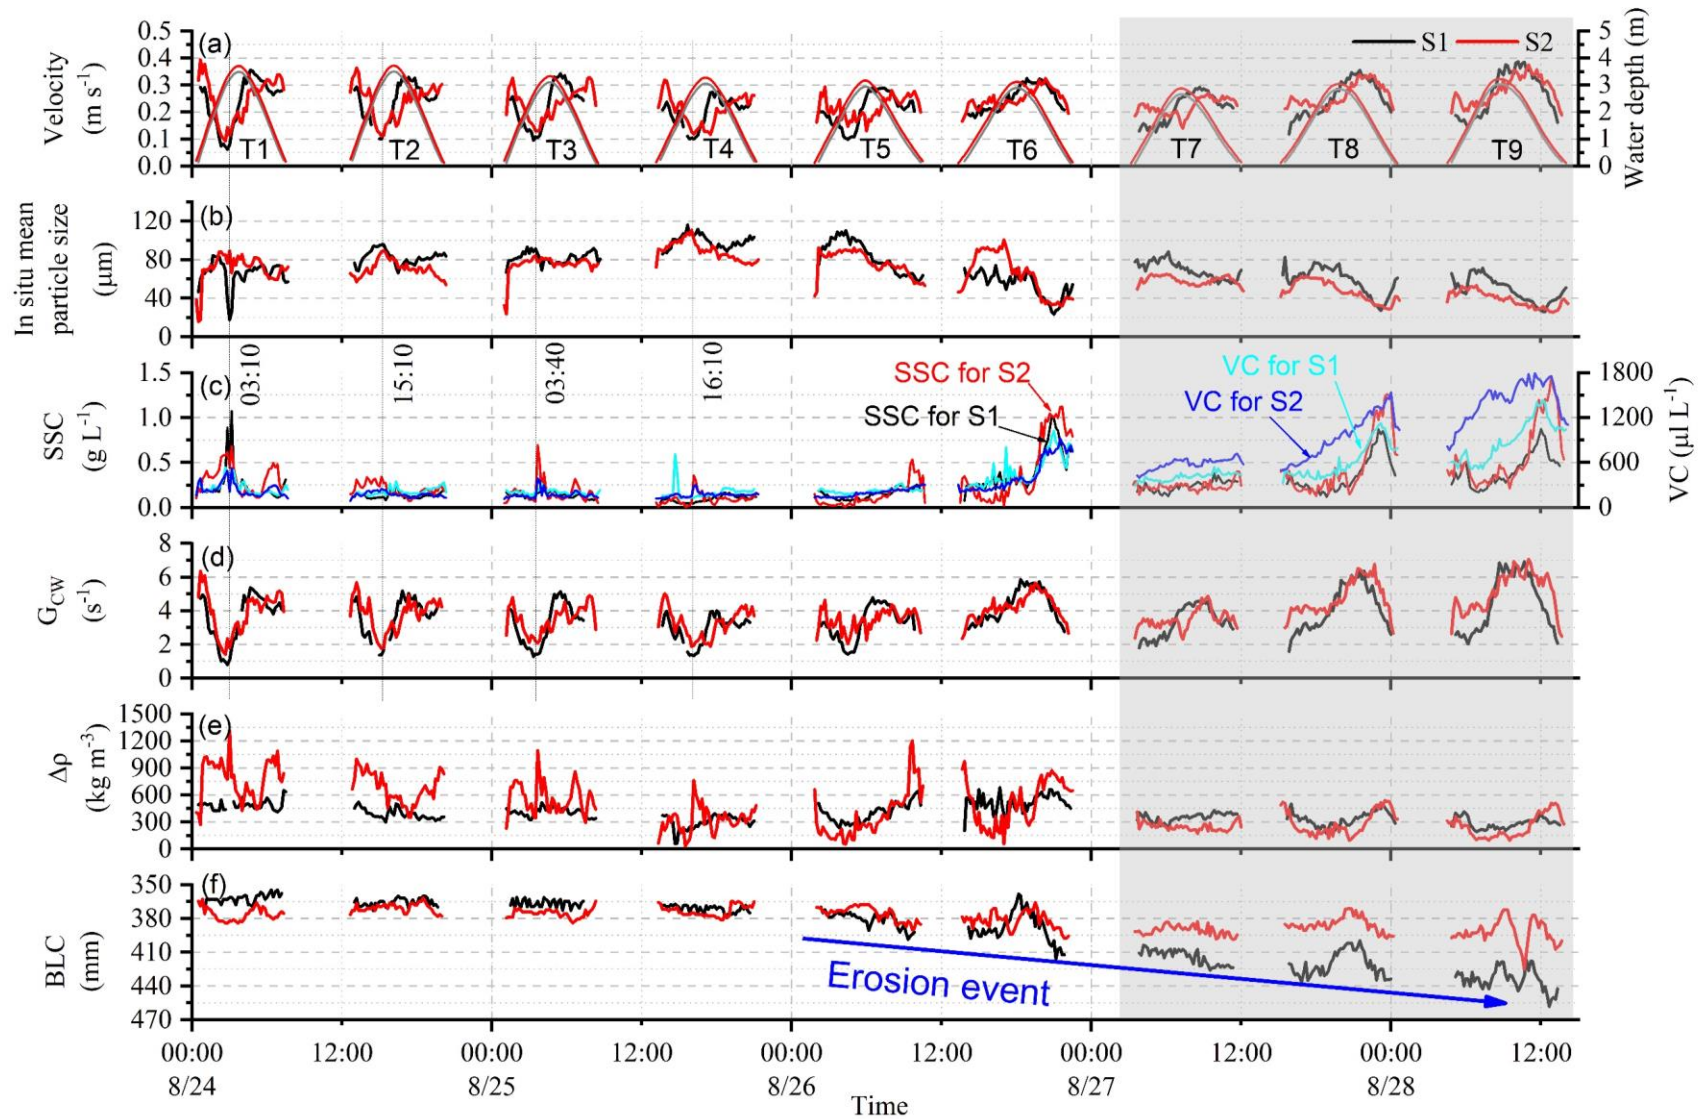 (a)
Velocity
(m s⁻¹)
0.5
0.4
0.3
0.2
0.1
0.0
T1
T2
T3
T4
T5
T6
T7
T8
T9
S1
S2
5
4
3
2
1
0
Water depth (m)
(b)
In situ mean
particle size
(μm)
120
80
40
0
(c)
SSC
(g L⁻¹)
1.5
1.0
0.5
0.0
03:10
15:10
03:40
16:10
SSC for S2
SSC for S1
VC for S1
VC for S2
1800
1200
600
0
VC (μl L⁻¹)
(d)
G_CW
(s⁻¹)
8
6
4
2
0
(e)
Δρ
(kg m⁻³)
1500
1200
900
600
300
0
(f)
BLC
(mm)
350
380
410
440
470
Erosion event
00:00 12:00 00:00 12:00 00:00 12:00 00:00 12:00 00:00 12:00
8/24 8/25 8/26 8/27 8/28
Time